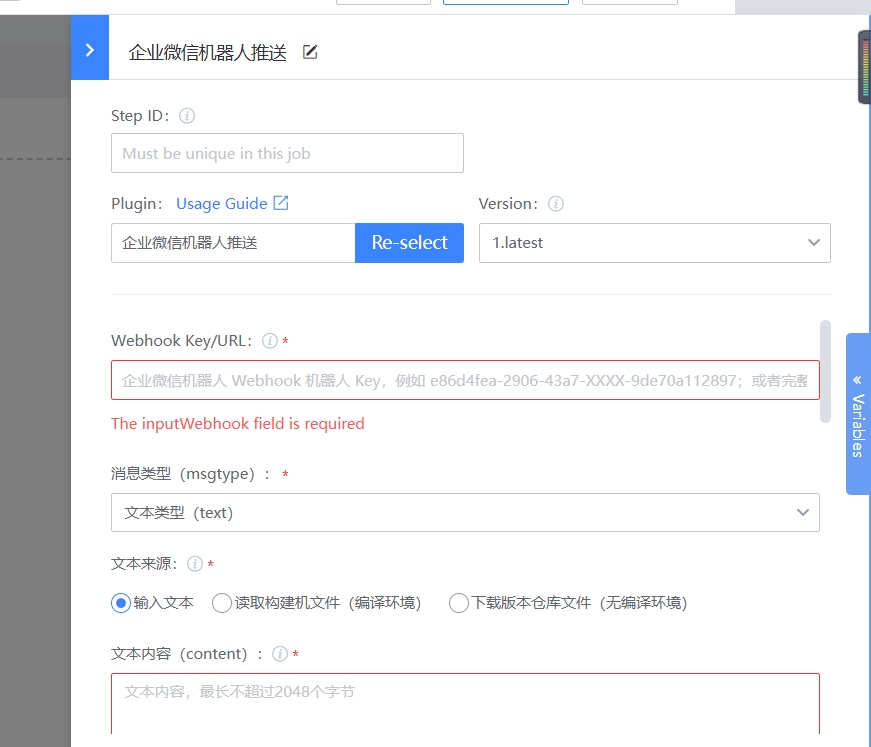 企业微信机器人推送
Step ID:
Must be unique in this job
Plugin: Usage Guide
Version:
企业微信机器人推送 Re-select
1.latest
Webhook Key/URL: *
企业微信机器人 Webhook 机器人 Key，例如 e86d4fea-2906-43a7-XXXX-9de70a112897；或者完整
The inputWebhook field is required
消息类型（msgtype）: *
文本类型（text）
文本来源: *
输入文本 读取构建机文件（编译环境） 下载版本仓库文件（无编译环境）
文本内容（content）: *
文本内容，最长不超过2048个字节
« Variables